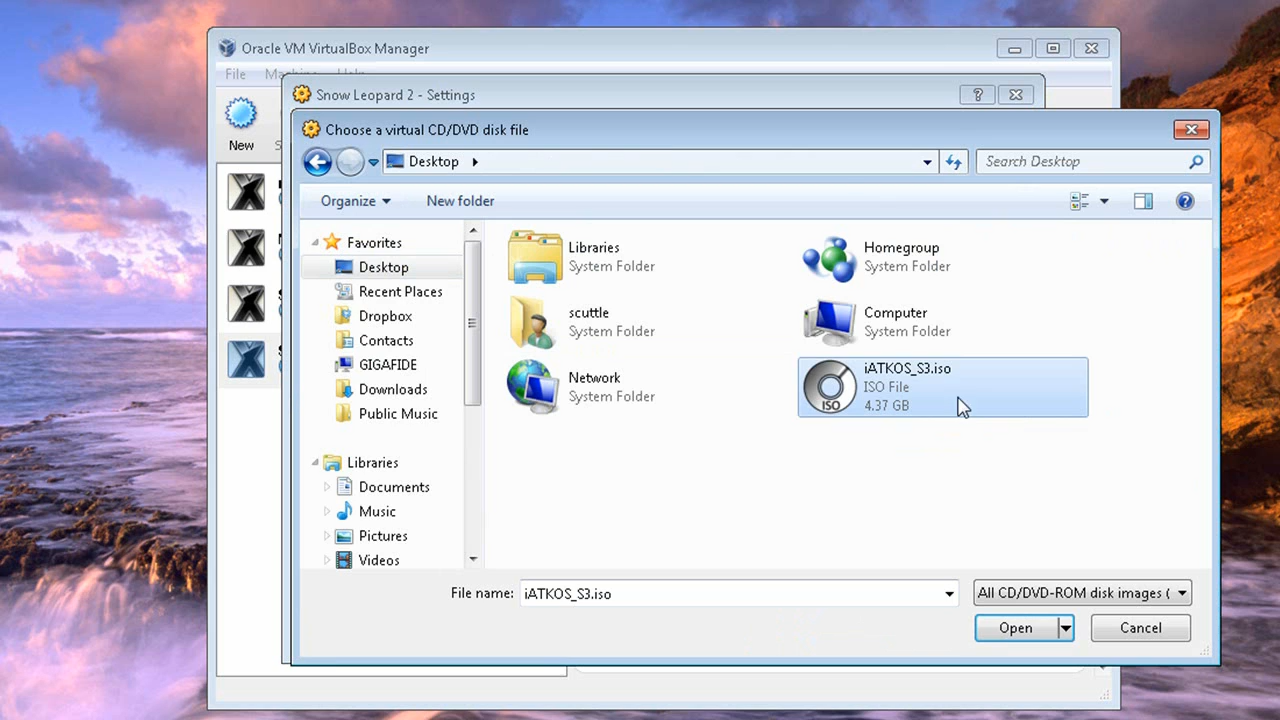 Oracle VM VirtualBox Manager
File
Help
Snow Leopard 2 - Settings
?
Choose a virtual CD/DVD disk file
New
Desktop
Search Desktop
Organize
New folder
Favorites
Desktop
Recent Places
Dropbox
Contacts
GIGAFIDE
Downloads
Public Music
Libraries
Documents
Music
Pictures
Videos
Libraries
System Folder
Homegroup
System Folder
scuttle
System Folder
Computer
System Folder
Network
System Folder
ISO
iATKOS_S3.iso
ISO File
4.37 GB
File name:
iATKOS_S3.iso
All CD/DVD-ROM disk images (
Open
Cancel